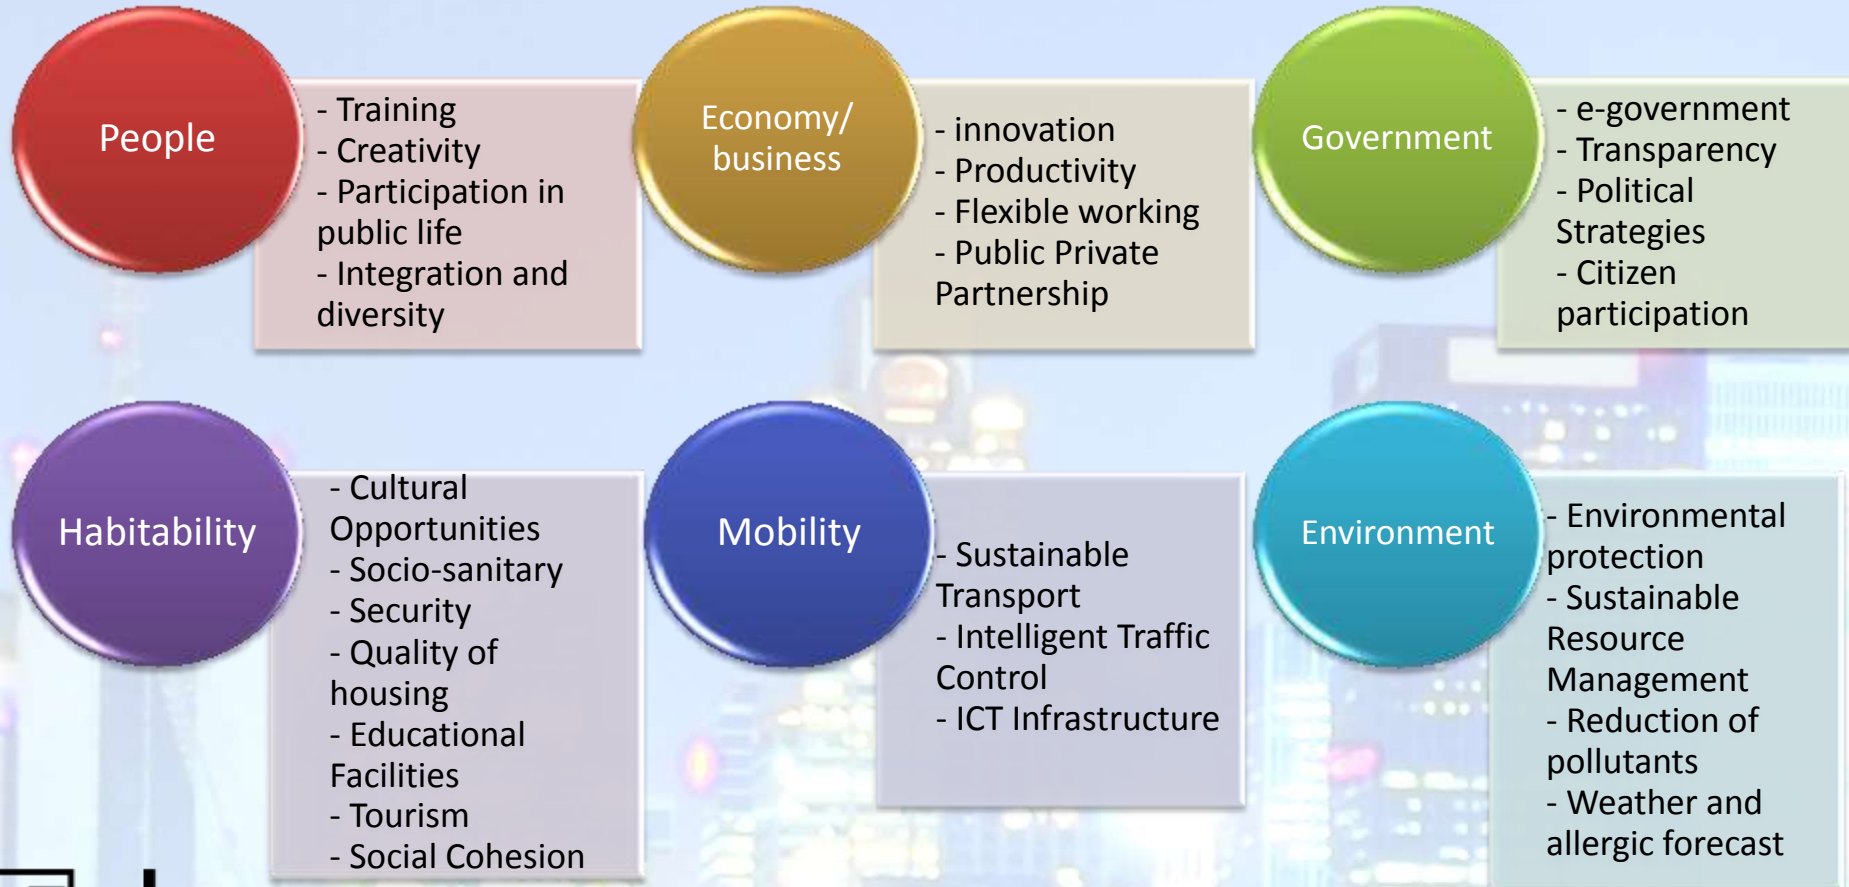 People
- Training
- Creativity
- Participation in
public life
- Integration and
diversity
Economy/
business
- innovation
- Productivity
- Flexible working
- Public Private
Partnership
Government
- e-government
- Transparency
- Political
Strategies
- Citizen
participation
Habitability
- Cultural
Opportunities
- Socio-sanitary
- Security
- Quality of
housing
- Educational
Facilities
- Tourism
- Social Cohesion
Mobility
- Sustainable
Transport
- Intelligent Traffic
Control
- ICT Infrastructure
Environment
- Environmental
protection
- Sustainable
Resource
Management
- Reduction of
pollutants
- Weather and
allergic forecast